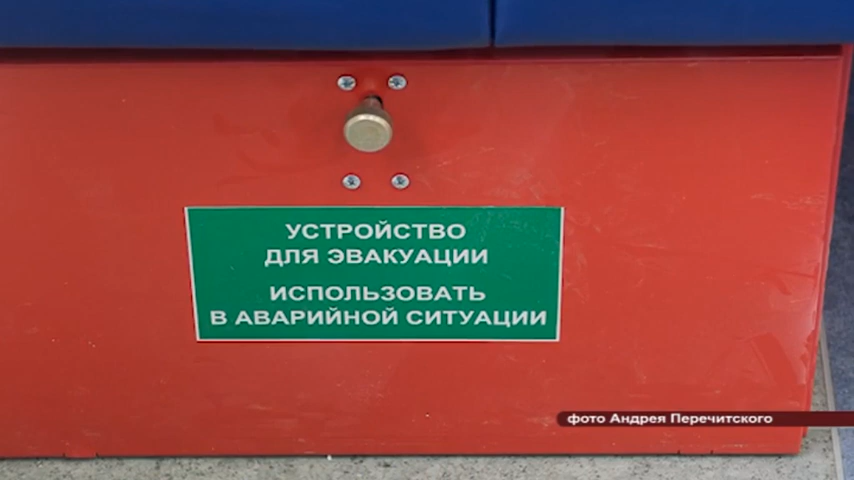 УСТРОЙСТВО
ДЛЯ ЭВАКУАЦИИ
ИСПОЛЬЗОВАТЬ
В АВАРИЙНОЙ СИТУАЦИИ
фото Андрея Перечитского